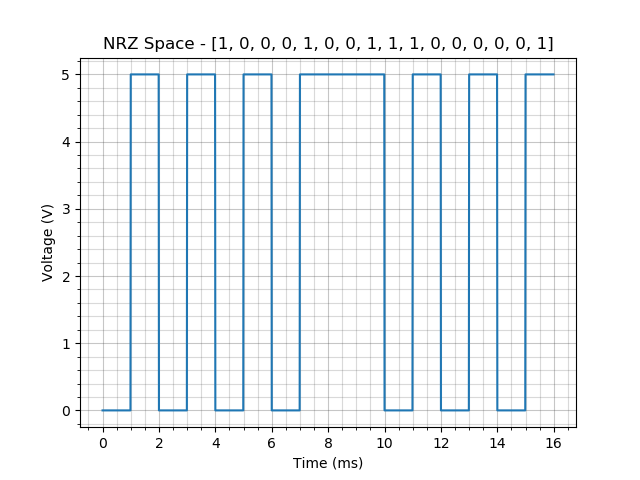 NRZ Space - [1, 0, 0, 0, 1, 0, 0, 1, 1, 1, 0, 0, 0, 0, 0, 1]
5
4
3
2
1
0
Voltage (V)
0 2 4 6 8 10 12 14 16
Time (ms)